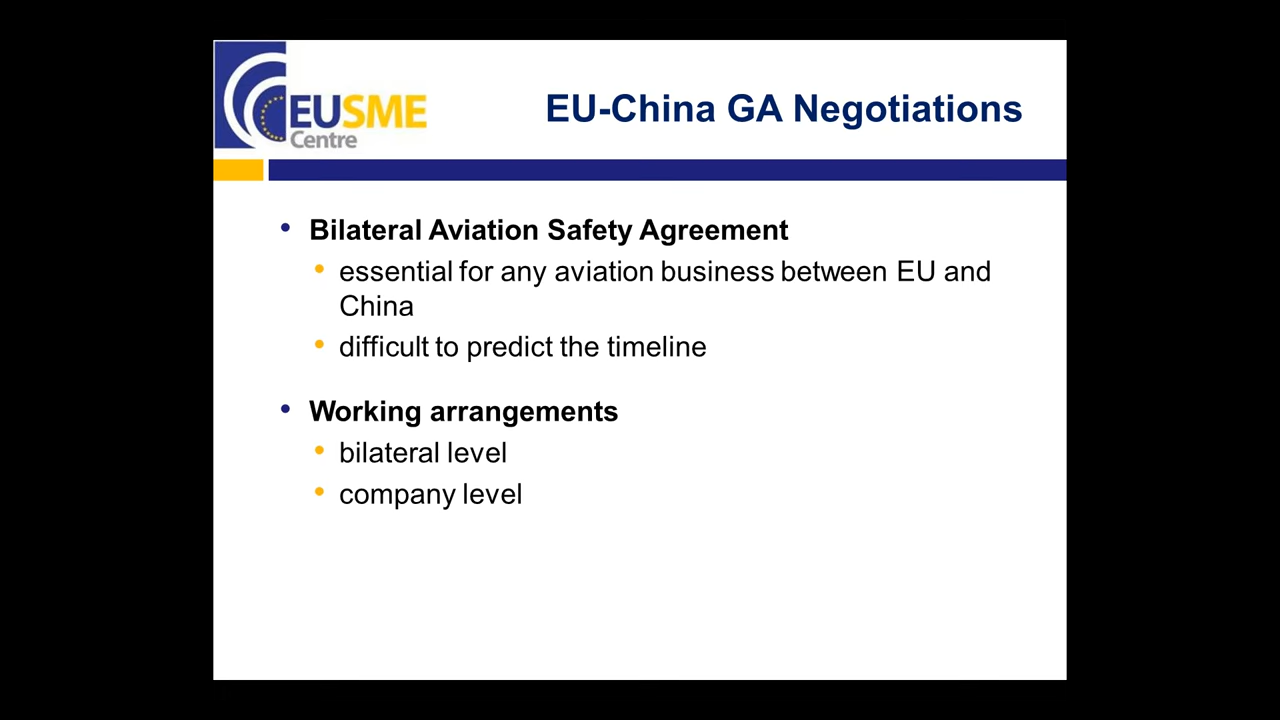 EUSME
Centre
EU-China GA Negotiations
• Bilateral Aviation Safety Agreement
• essential for any aviation business between EU and
China
• difficult to predict the timeline
• Working arrangements
• bilateral level
• company level